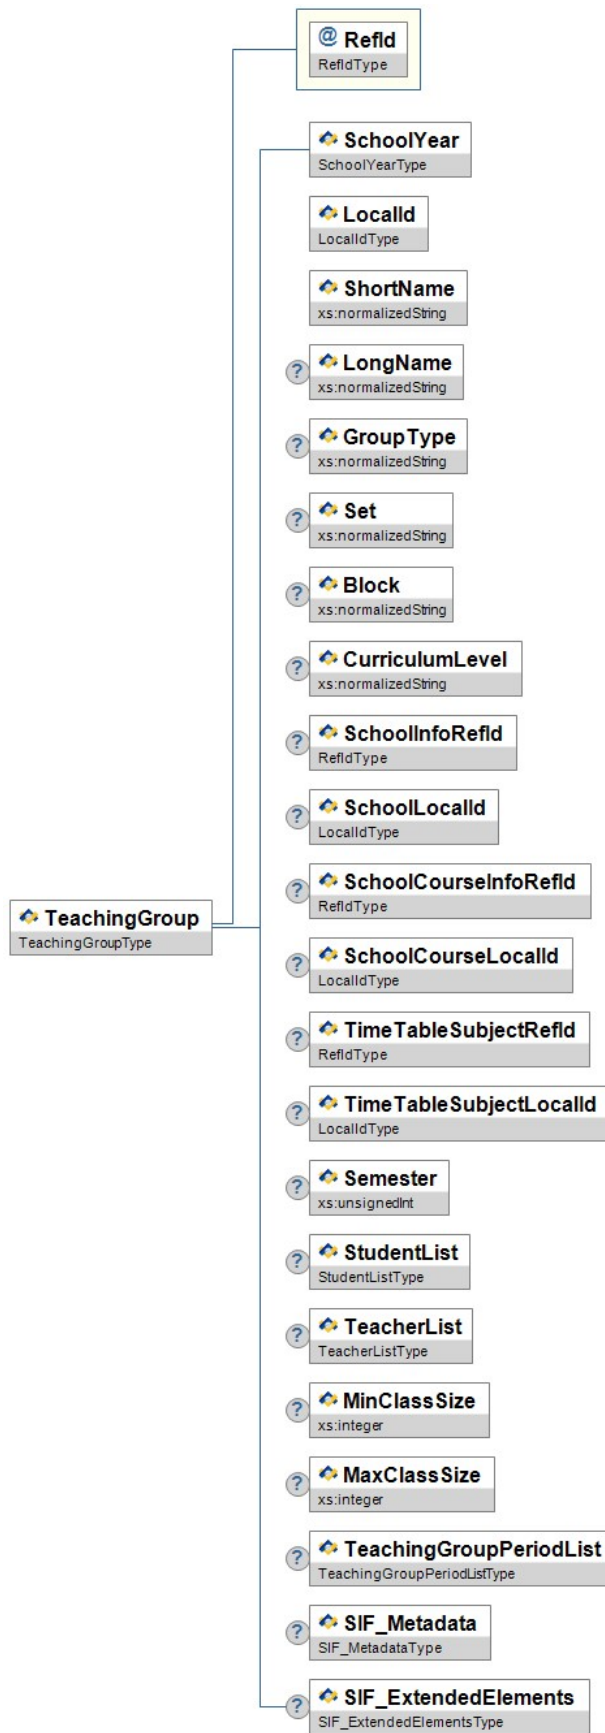 @ RefId
RefIdType
SchoolYear
SchoolYearType
LocalId
LocalIdType
ShortName
xs:normalizedString
? LongName
xs:normalizedString
? GroupType
xs:normalizedString
? Set
xs:normalizedString
? Block
xs:normalizedString
? CurriculumLevel
xs:normalizedString
? SchoolInfoRefId
RefIdType
? SchoolLocalId
LocalIdType
? SchoolCourseInfoRefId
RefIdType
TeachingGroup
TeachingGroupType
? SchoolCourseLocalId
LocalIdType
? TimeTableSubjectRefId
RefIdType
? TimeTableSubjectLocalId
LocalIdType
? Semester
xs:unsignedInt
? StudentList
StudentListType
? TeacherList
TeacherListType
? MinClassSize
xs:integer
? MaxClassSize
xs:integer
? TeachingGroupPeriodList
TeachingGroupPeriodListType
? SIF_Metadata
SIF_MetadataType
? SIF_ExtendedElements
SIF_ExtendedElementsType